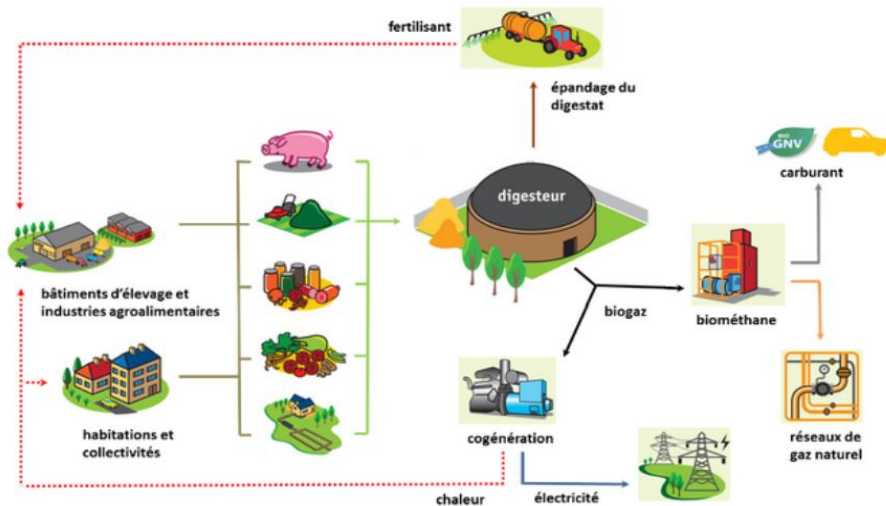 fertilisant
épandage du
digestat
BIO
GNV
carburant
digesteur
bâtiments d'élevage et
industries agroalimentaires
biogaz
biométhane
habitations et
collectivités
cogénération
réseaux de
gaz naturel
chaleur
électricité